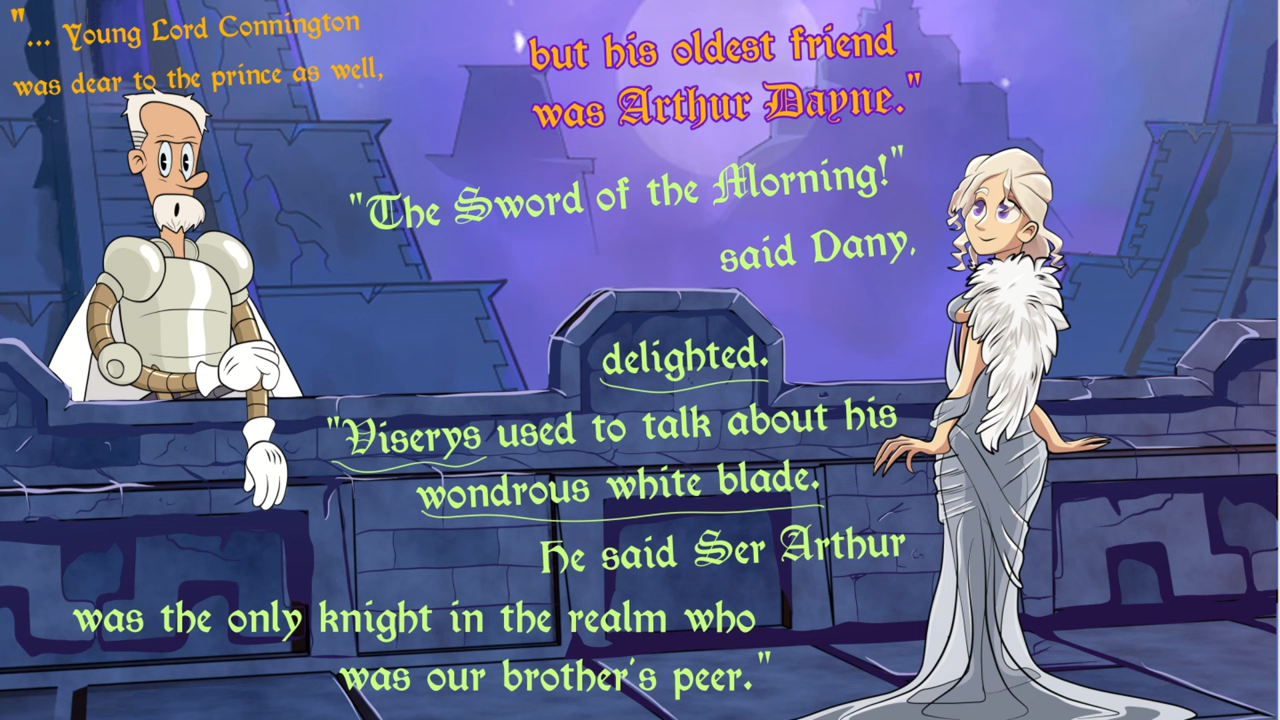 "... Young Lord Connington
was dear to the prince as well,
but his oldest friend
was Arthur Dayne."
"The Sword of the Morning!"
said Dany,
delighted.
"Viserys used to talk about his
wondrous white blade.
He said Ser Arthur
was the only knight in the realm who
was our brother's peer."